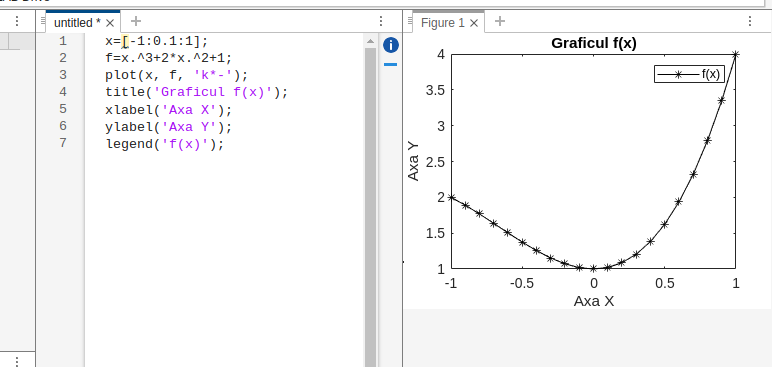 untitled * ×
Figure 1 ×
1 x=[-1:0.1:1];
2 f=x.^3+2*x.^2+1;
3 plot(x, f, 'k*-');
4 title('Graficul f(x)');
5 xlabel('Axa X');
6 ylabel('Axa Y');
7 legend('f(x)');
Graficul f(x)
f(x)
4
3.5
3
2.5
2
1.5
1
Axa Y
-1 -0.5 0 0.5 1
Axa X